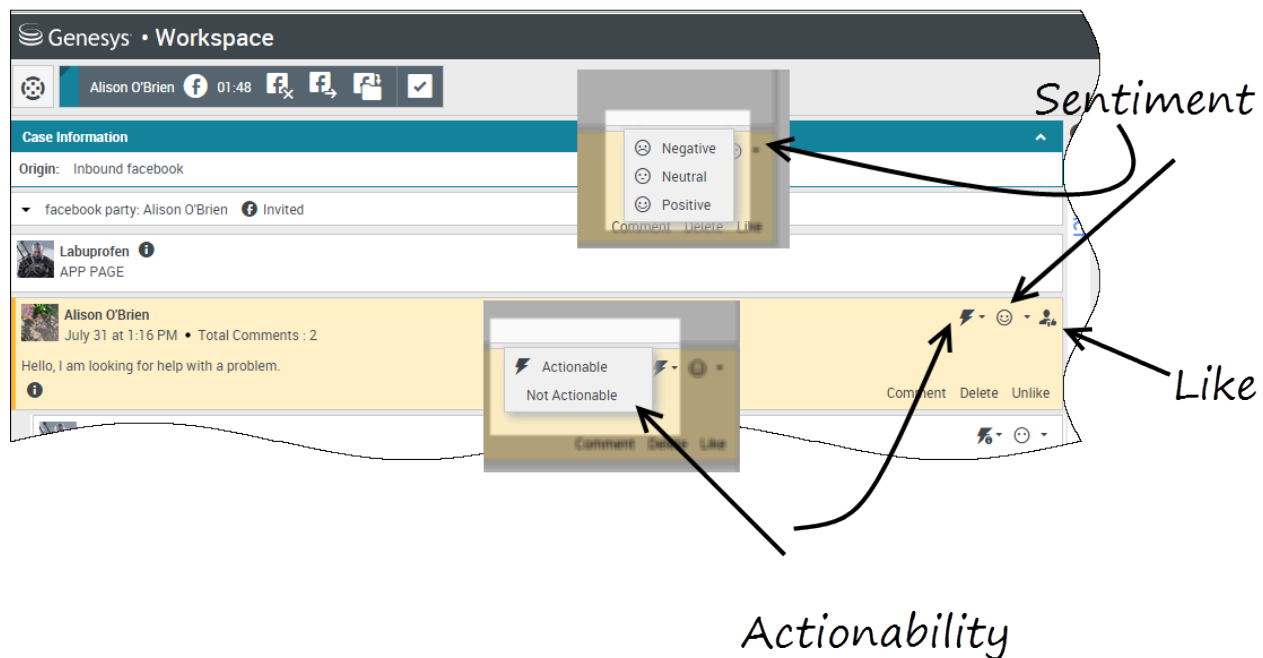 Genesys • Workspace
Alison O'Brien 01:48
Sentiment
Case Information
Origin: Inbound facebook
Negative
Neutral
Positive
Comment Delete Like
facebook party: Alison O'Brien Invited
Labuprofen
APP PAGE
Alison O'Brien
July 31 at 1:16 PM • Total Comments : 2
Hello, I am looking for help with a problem.
Comment Delete Unlike
Like
Actionable
Not Actionable
Comment Delete Like
Actionability